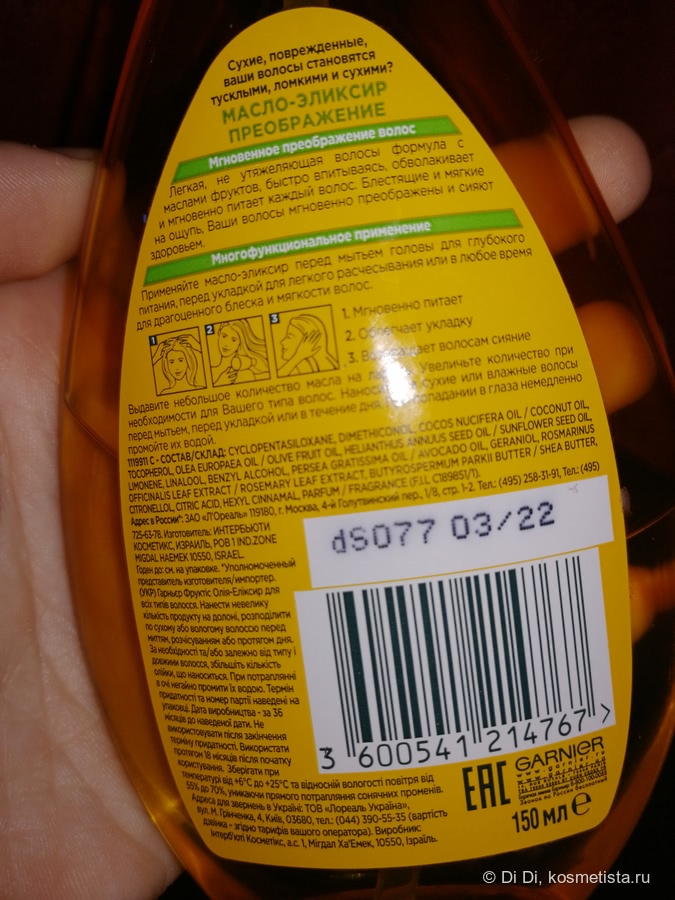 Сухие, поврежденные,
ваши волосы становятся
тусклыми, ломкими и сухими?
МАСЛО-ЭЛИКСИР
ПРЕОБРАЖЕНИЕ
Мгновенное преображение волос
Легкая, не утяжеляющая волосы формула с
маслами фруктов, быстро впитываясь, обволакивает
и мгновенно питает каждый волос. Блестящие и мягкие
на ощупь, Ваши волосы мгновенно преображены и сияют
здоровьем.
Многофункциональное применение
Применяйте масло-эликсир перед мытьем головы для глубокого
питания, перед укладкой для легкого расчесывания или в любое время
для драгоценного блеска и мягкости волос.
1 2 3
1. Мгновенно питает
2. Облегчает укладку
3. волосам сияние
Выдавите небольшое количество масла на Увеличьте количество при
необходимости для Вашего типа волос. сухие или влажные волосы
перед мытьем, перед укладкой или в течение дня. попадании в глаза немедленно
промойте их водой.
1119911 C - СОСТАВ/СКЛАД: CYCLOPENTASILOXANE, DIMETHICONOL, COCOS NUCIFERA OIL / COCONUT OIL,
TOCOPHEROL, OLEA EUROPAEA OIL / OLIVE FRUIT OIL, HELIANTHUS ANNUUS SEED OIL / SUNFLOWER SEED OIL,
LIMONENE, LINALOOL, BENZYL ALCOHOL, PERSEA GRATISSIMA OIL / AVOCADO OIL, GERANIOL, ROSMARINUS
OFFICINALIS LEAF EXTRACT / ROSEMARY LEAF EXTRACT, BUTYROSPERMUM PARKII BUTTER / SHEA BUTTER,
CITRONELLOL, CITRIC ACID, HEXYL CINNAMAL, PARFUM / FRAGRANCE (F.I.L C189851/1).
Адрес в России*: ЗАО «Л'Ореаль» 119180, г. Москва, 4-й Голутвинский пер., 1/8, стр. 1-2. Тел.: (495) 258-31-91, Тел.: (495)
725-63-78. Изготовитель: ИНТЕРБЬЮТИ
КОСМЕТИКС, ИЗРАИЛЬ, POB 1 IND.ZONE
MIGDAL HAEMEK 10550, ISRAEL.
Годен до: см. на упаковке. *Уполномоченный
представитель изготовителя/импортер.
(УКР) Гарньєр Фруктіс Олія-Еліксир для
всіх типів волосся. Нанести невелику
кількість продукту на долоні, розподілити
по сухому або вологому волоссю перед
миттям, розчісуванням або протягом дня.
За необхідності та/або залежно від типу і
довжини волосся, збільшіть кількість
олійки, що наноситься. При потраплянні
в очі негайно промити їх водою. Термін
придатності та номер партії наведені на
упаковці. Дата виробництва - за 36
місяців до наведеної дати. Не
використовувати після закінчення
терміну придатності. Використати
протягом 18 місяців після початку
користування. Зберігати при
температурі від +6°C до +25°C та відносній вологості повітря від
55% до 70%, уникаючи прямого потрапляння сонячних променів.
Адреса для звернень в Україні: ТОВ «Лореаль Україна»,
вул. М. Грінченка, 4, Київ, 03680, тел.: (044) 390-55-35 (вартість
дзвінка - згідно тарифів вашого оператора). Виробник:
Інтерб'юті Косметікс, а.с. 1, Мігдал Ха'Емек, 10550, Ізраїль.
dS077 03/22
3 600541 214767 >
EAC
GARNIER
150 мл ℮
© Di Di, kosmetista.ru